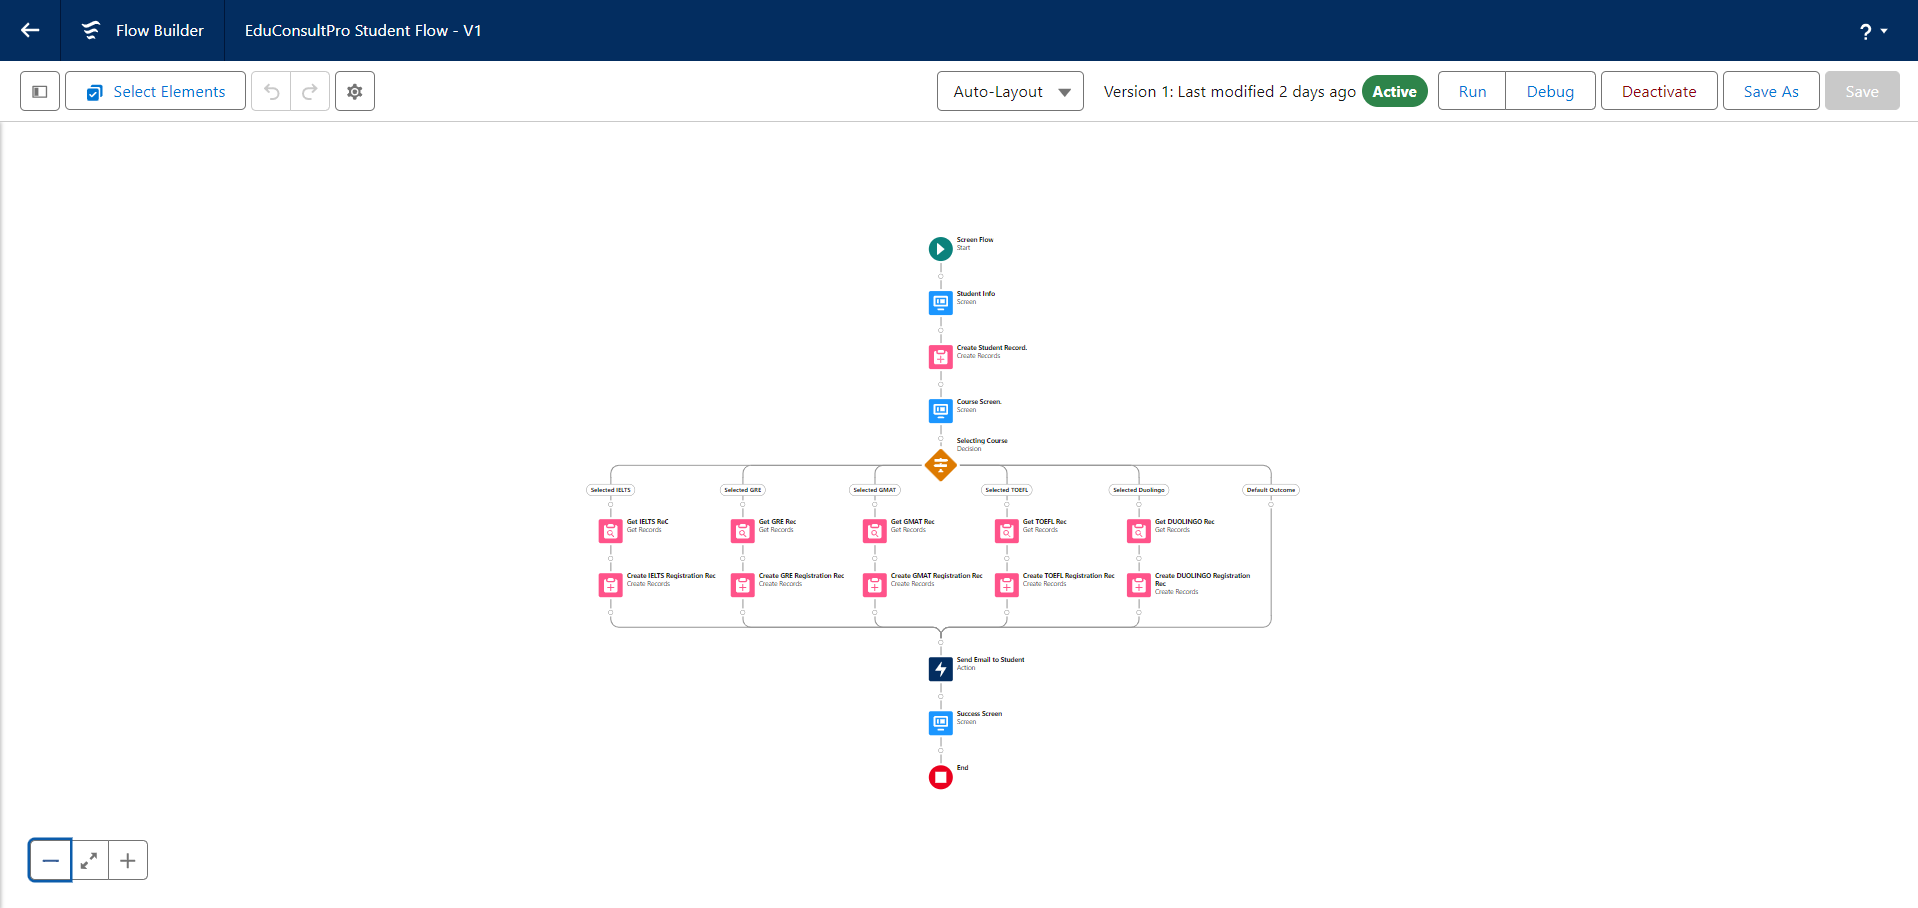 Flow Builder
EduConsultPro Student Flow - V1
?
Select Elements
Auto-Layout
Version 1: Last modified 2 days ago
Active
Run
Debug
Deactivate
Save As
Save
Screen Flow
Start
Student Info
Screen
Create Student Record.
Create Records
Course Screen.
Screen
Selecting Course
Decision
Selected IELTS
Selected GRE
Selected GMAT
Selected TOEFL
Selected Duolingo
Default Outcome
Get IELTS ReC
Get Records
Get GRE Rec
Get Records
Get GMAT Rec
Get Records
Get TOEFL Rec
Get Records
Get DUOLINGO Rec
Get Records
Create IELTS Registration Rec
Create Records
Create GRE Registration Rec
Create Records
Create GMAT Registration Rec
Create Records
Create TOEFL Registration Rec
Create Records
Create DUOLINGO Registration
Rec
Create Records
Send Email to Student
Action
Success Screen
Screen
End